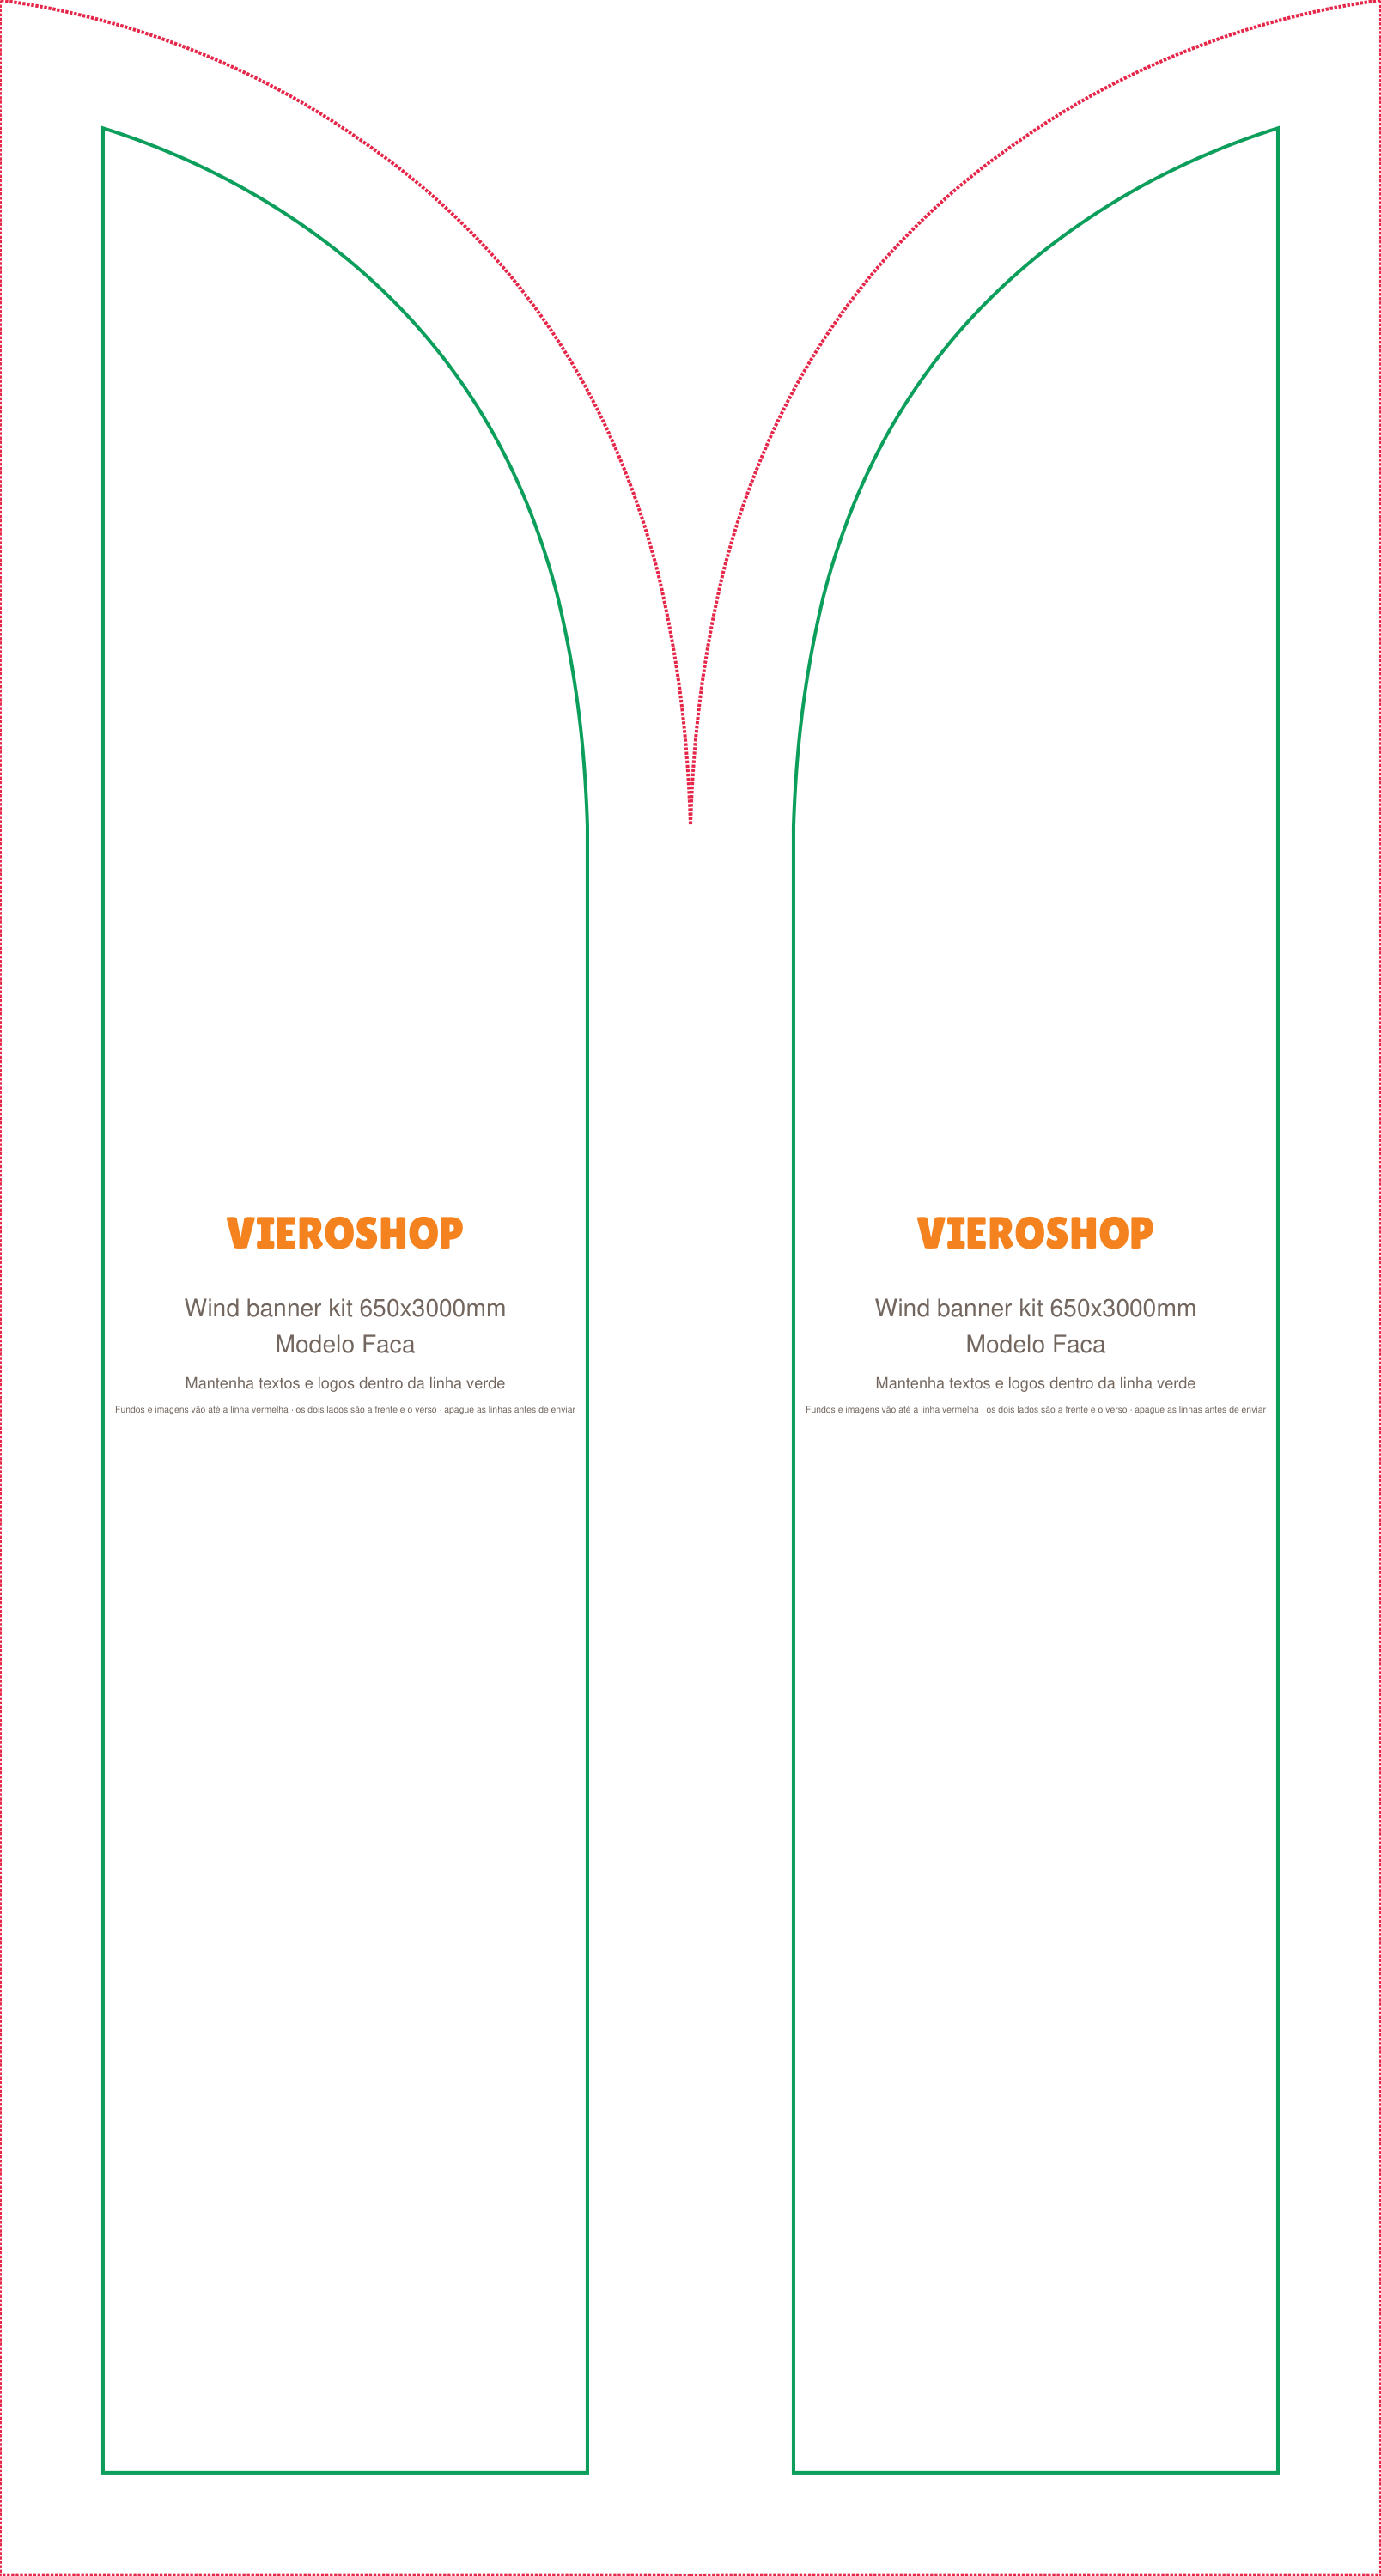 VIEROSHOP
Wind banner kit 650x3000mm
Modelo Faca
Mantenha textos e logos dentro da linha verde
Fundos e imagens vão até a linha vermelha · os dois lados são a frente e o verso · apague as linhas antes de enviar
VIEROSHOP
Wind banner kit 650x3000mm
Modelo Faca
Mantenha textos e logos dentro da linha verde
Fundos e imagens vão até a linha vermelha · os dois lados são a frente e o verso · apague as linhas antes de enviar